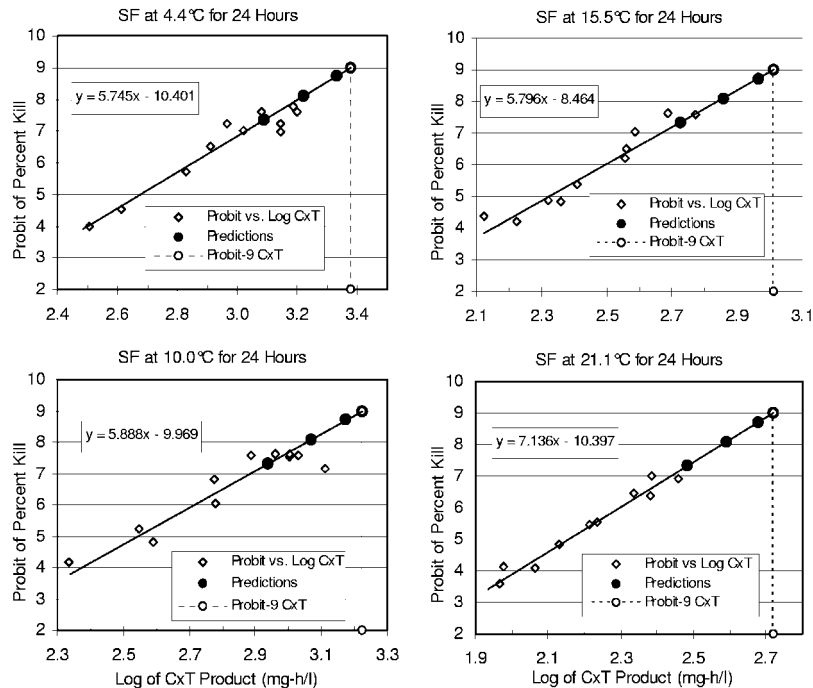 SF at 4.4°C for 24 Hours
Probit of Percent Kill
10
9
8
7
6
5
4
3
2
y = 5.745x - 10.401
Probit vs. Log CxT
Predictions
Probit-9 CxT
2.4 2.6 2.8 3.0 3.2 3.4
SF at 15.5°C for 24 Hours
Probit of Percent Kill
10
9
8
7
6
5
4
3
2
y = 5.796x - 8.464
Probit vs. Log CxT
Predictions
Probit-9 CxT
2.1 2.3 2.5 2.7 2.9 3.1
SF at 10.0°C for 24 Hours
Probit of Percent Kill
10
9
8
7
6
5
4
3
2
y = 5.888x - 9.969
Probit vs. Log CxT
Predictions
Probit-9 CxT
2.3 2.5 2.7 2.9 3.1 3.3
Log of CxT Product (mg-h/l)
SF at 21.1°C for 24 Hours
Probit of Percent Kill
10
9
8
7
6
5
4
3
2
y = 7.136x - 10.397
Probit vs Log CxT
Predictions
Probit-9 CxT
1.9 2.1 2.3 2.5 2.7
Log of CxT Product (mg-h/l)